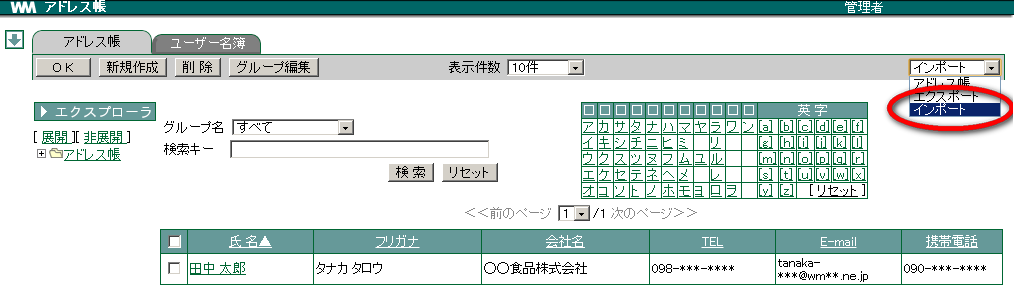 WM アドレス帳 管理者
アドレス帳 ユーザー名簿
OK 新規作成 削除 グループ編集 表示件数 10件 インポート
アドレス帳
エクスポート
インポート
エクスプローラ
[ 展開 ][ 非展開 ]
アドレス帳
グループ名 すべて
検索キー
検索 リセット
英字
アカサタナハマヤラワン [a] [b] [c] [d] [e] [f]
イキシチニヒミ リ [g] [h] [i] [j] [k] [l]
ウクスツヌフムユル [m] [n] [o] [p] [q] [r]
エケセテネヘメ レ [s] [t] [u] [v] [w] [x]
オコソトノホモヨロヲ [y] [z] [リセット]
<<前のページ 1 /1 次のページ>>
氏名▲ フリガナ 会社名 TEL E-mail 携帯電話
田中 太郎 タナカ タロウ 〇〇食品株式会社 098-***-**** tanaka-***@wm**.ne.jp 090-***-****